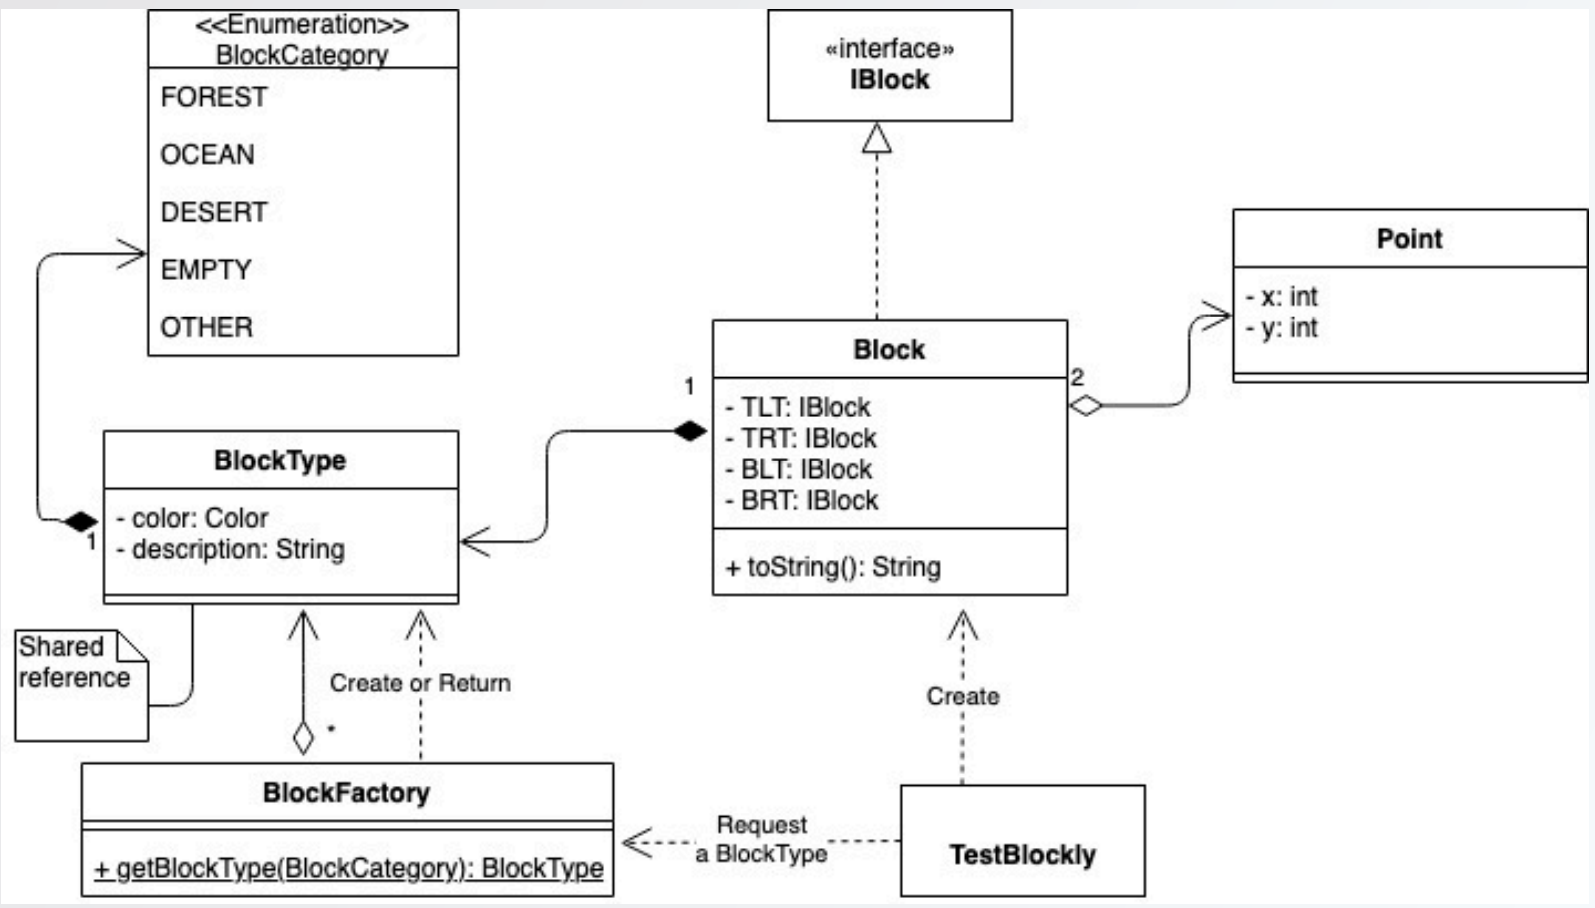 <<Enumeration>>
BlockCategory
FOREST
OCEAN
DESERT
EMPTY
OTHER
«interface»
IBlock
Point
- x: int
- y: int
Block
- TLT: IBlock
- TRT: IBlock
- BLT: IBlock
- BRT: IBlock
+ toString(): String
1
2
BlockType
- color: Color
- description: String
1
Shared
reference
Create or Return
*
Create
BlockFactory
+ getBlockType(BlockCategory): BlockType
Request
a BlockType
TestBlockly